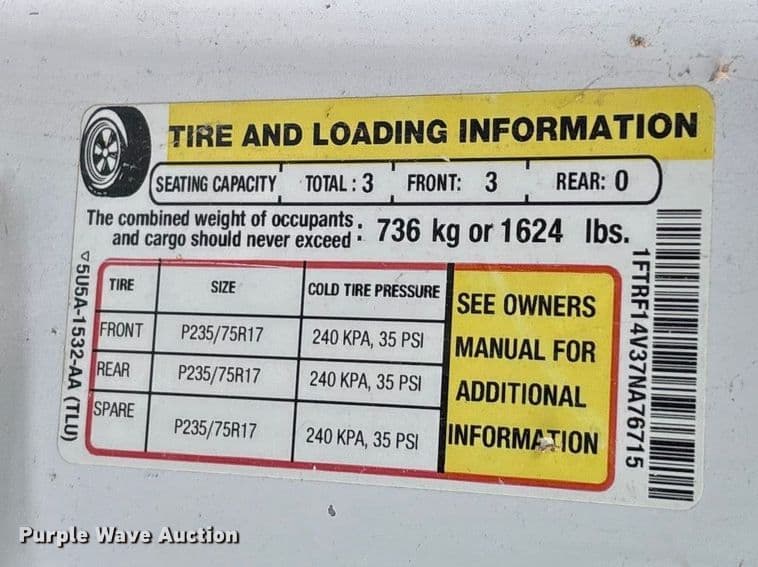 TIRE AND LOADING INFORMATION
SEATING CAPACITY TOTAL : 3 FRONT: 3 REAR: 0
The combined weight of occupants
and cargo should never exceed : 736 kg or 1624 lbs.
TIRE SIZE COLD TIRE PRESSURE
FRONT P235/75R17 240 KPA, 35 PSI
REAR P235/75R17 240 KPA, 35 PSI
SPARE P235/75R17 240 KPA, 35 PSI
SEE OWNERS
MANUAL FOR
ADDITIONAL
INFORMATION
5U5A-1532-AA (TLU)
1FTRF14V37NA76715
Purple Wave Auction